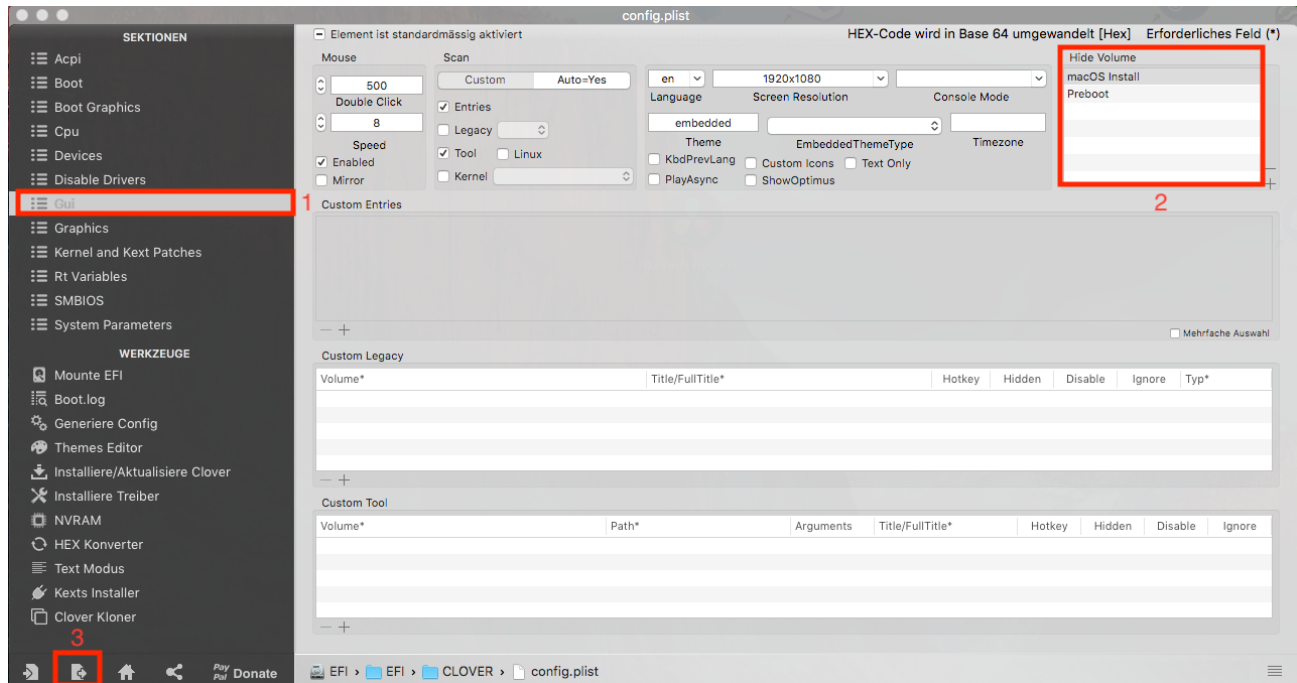 config.plist
SEKTIONEN
Acpi
Boot
Boot Graphics
Cpu
Devices
Disable Drivers
Gui
1
Graphics
Kernel and Kext Patches
Rt Variables
SMBIOS
System Parameters
WERKZEUGE
Mounte EFI
Boot.log
Generiere Config
Themes Editor
Installiere/Aktualisiere Clover
Installiere Treiber
NVRAM
HEX Konverter
Text Modus
Kexts Installer
Clover Kloner
3
Pay Pal Donate
Element ist standardmässig aktiviert
HEX-Code wird in Base 64 umgewandelt [Hex] Erforderliches Feld (*)
Mouse
500
Double Click
8
Speed
Enabled
Mirror
Scan
Custom Auto=Yes
Entries
Legacy
Tool Linux
Kernel
en 1920x1080
Language Screen Resolution Console Mode
embedded
Theme EmbeddedThemeType Timezone
KbdPrevLang Custom Icons Text Only
PlayAsync ShowOptimus
Hide Volume
macOS Install
Preboot
2
Custom Entries
Mehrfache Auswahl
Custom Legacy
Volume* Title/FullTitle* Hotkey Hidden Disable Ignore Typ*
Custom Tool
Volume* Path* Arguments Title/FullTitle* Hotkey Hidden Disable Ignore
EFI › EFI › CLOVER › config.plist